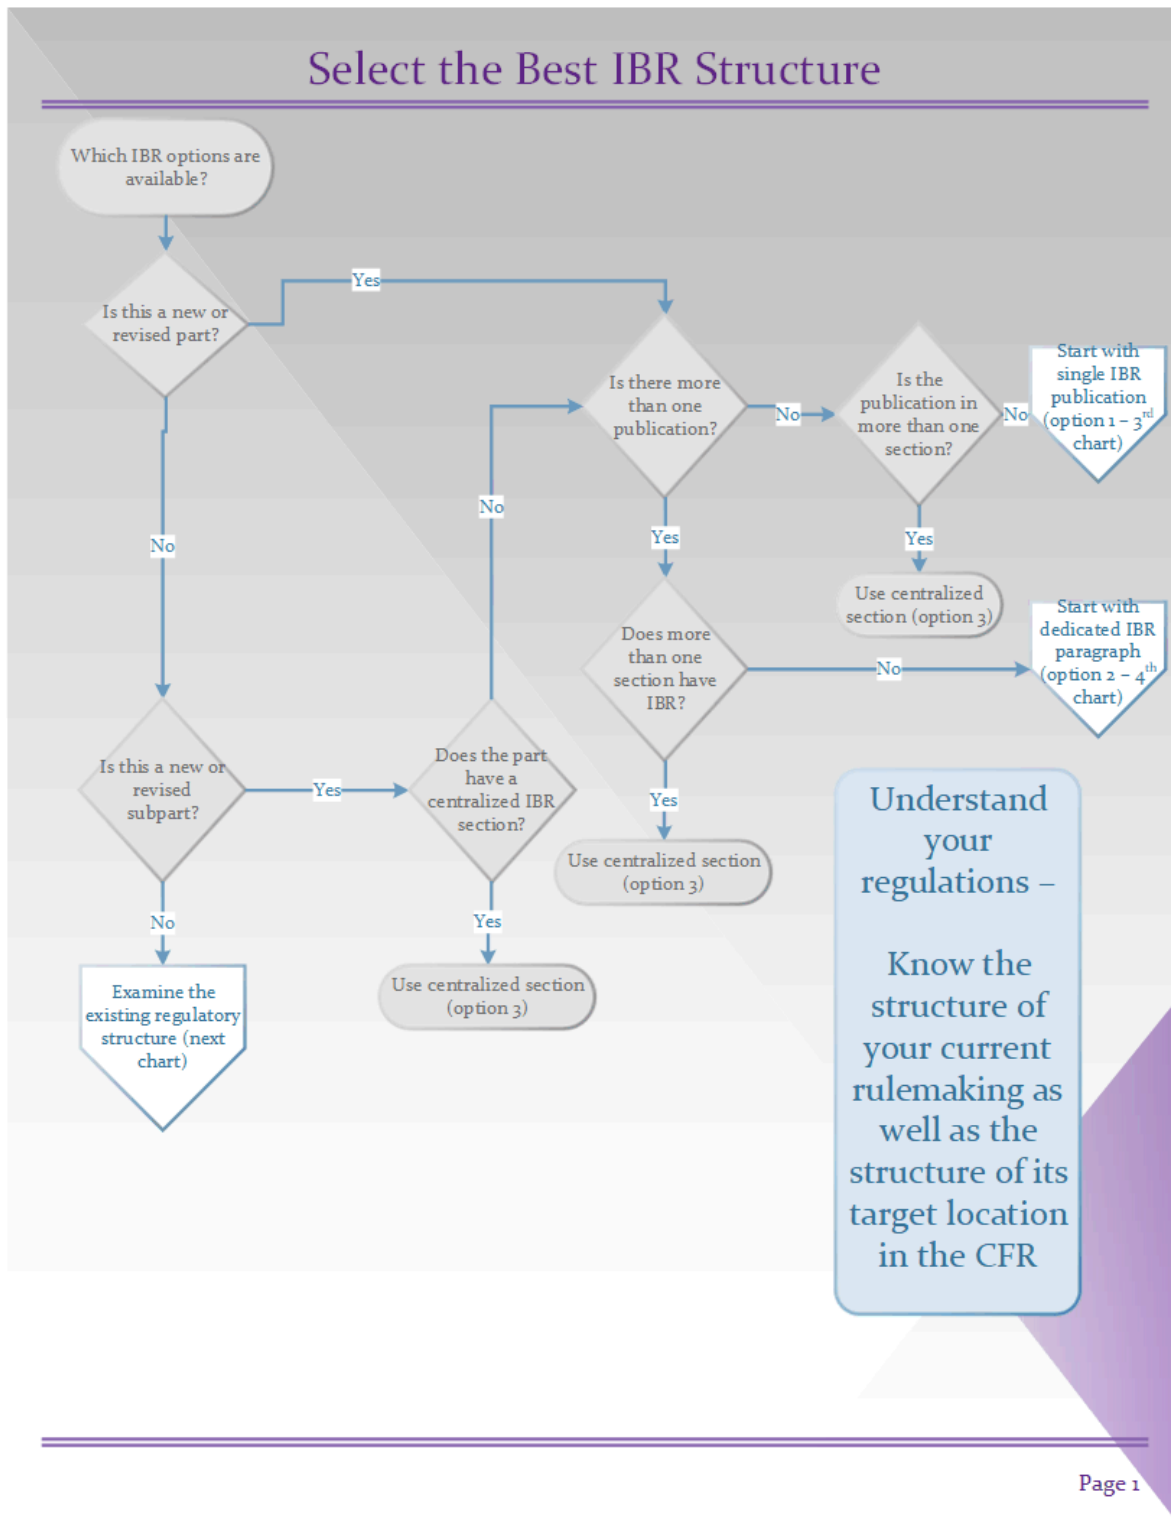 Select the Best IBR Structure
Which IBR options are
available?
Yes
Is this a new or
revised part?
Is there more
than one
publication?
No
Is the
publication in
more than one
section?
No
Start with
single IBR
publication
(option 1 – 3rd
chart)
No
No
Yes
Yes
Use centralized
section (option 3)
Does more
than one
section have
IBR?
No
Start with
dedicated IBR
paragraph
(option 2 – 4th
chart)
Is this a new or
revised
subpart?
Yes
Does the part
have a
centralized IBR
section?
Yes
Use centralized section
(option 3)
No
Yes
Examine the
existing regulatory
structure (next
chart)
Use centralized section
(option 3)
Understand
your
regulations –
Know the
structure of
your current
rulemaking as
well as the
structure of its
target location
in the CFR
Page 1